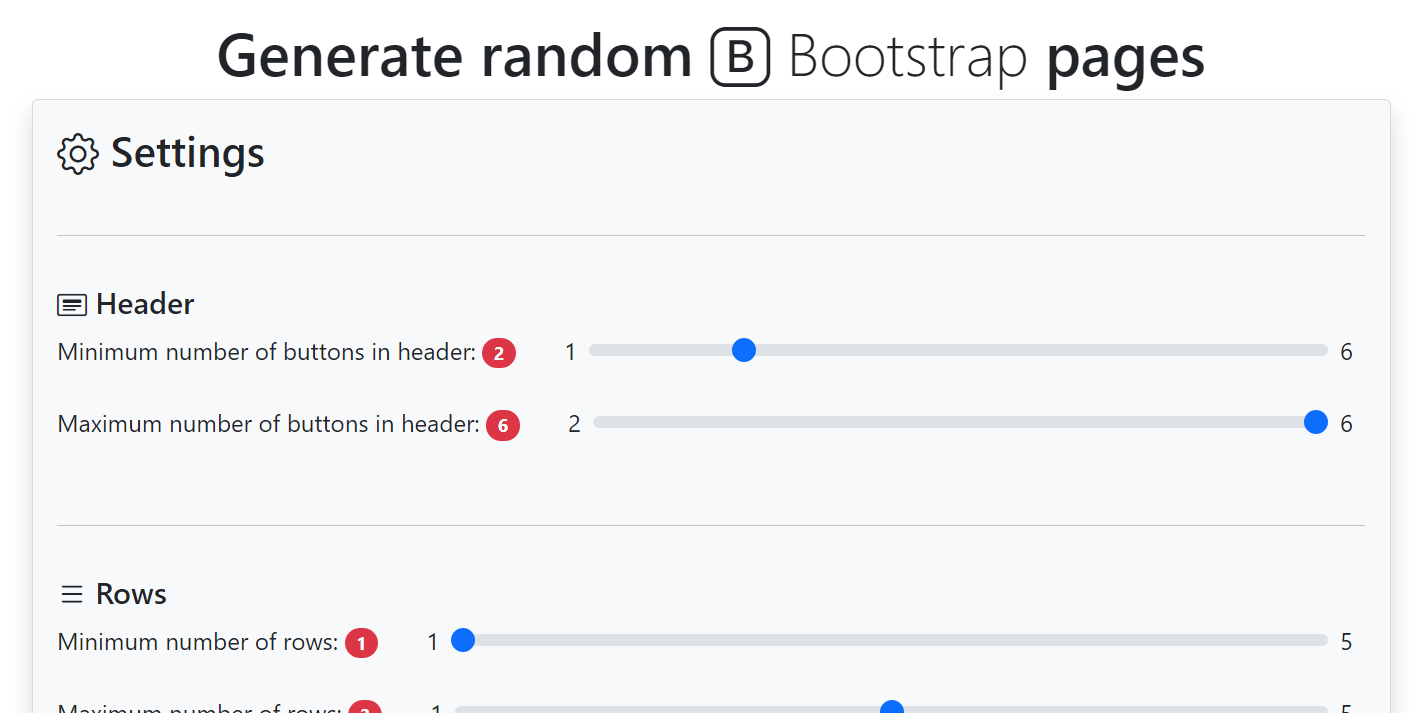 Generate random B Bootstrap pages
Settings
Header
Minimum number of buttons in header: 2 1 6
Maximum number of buttons in header: 6 2 6
Rows
Minimum number of rows: 1 1 5
Maximum number of rows: 3 1 5